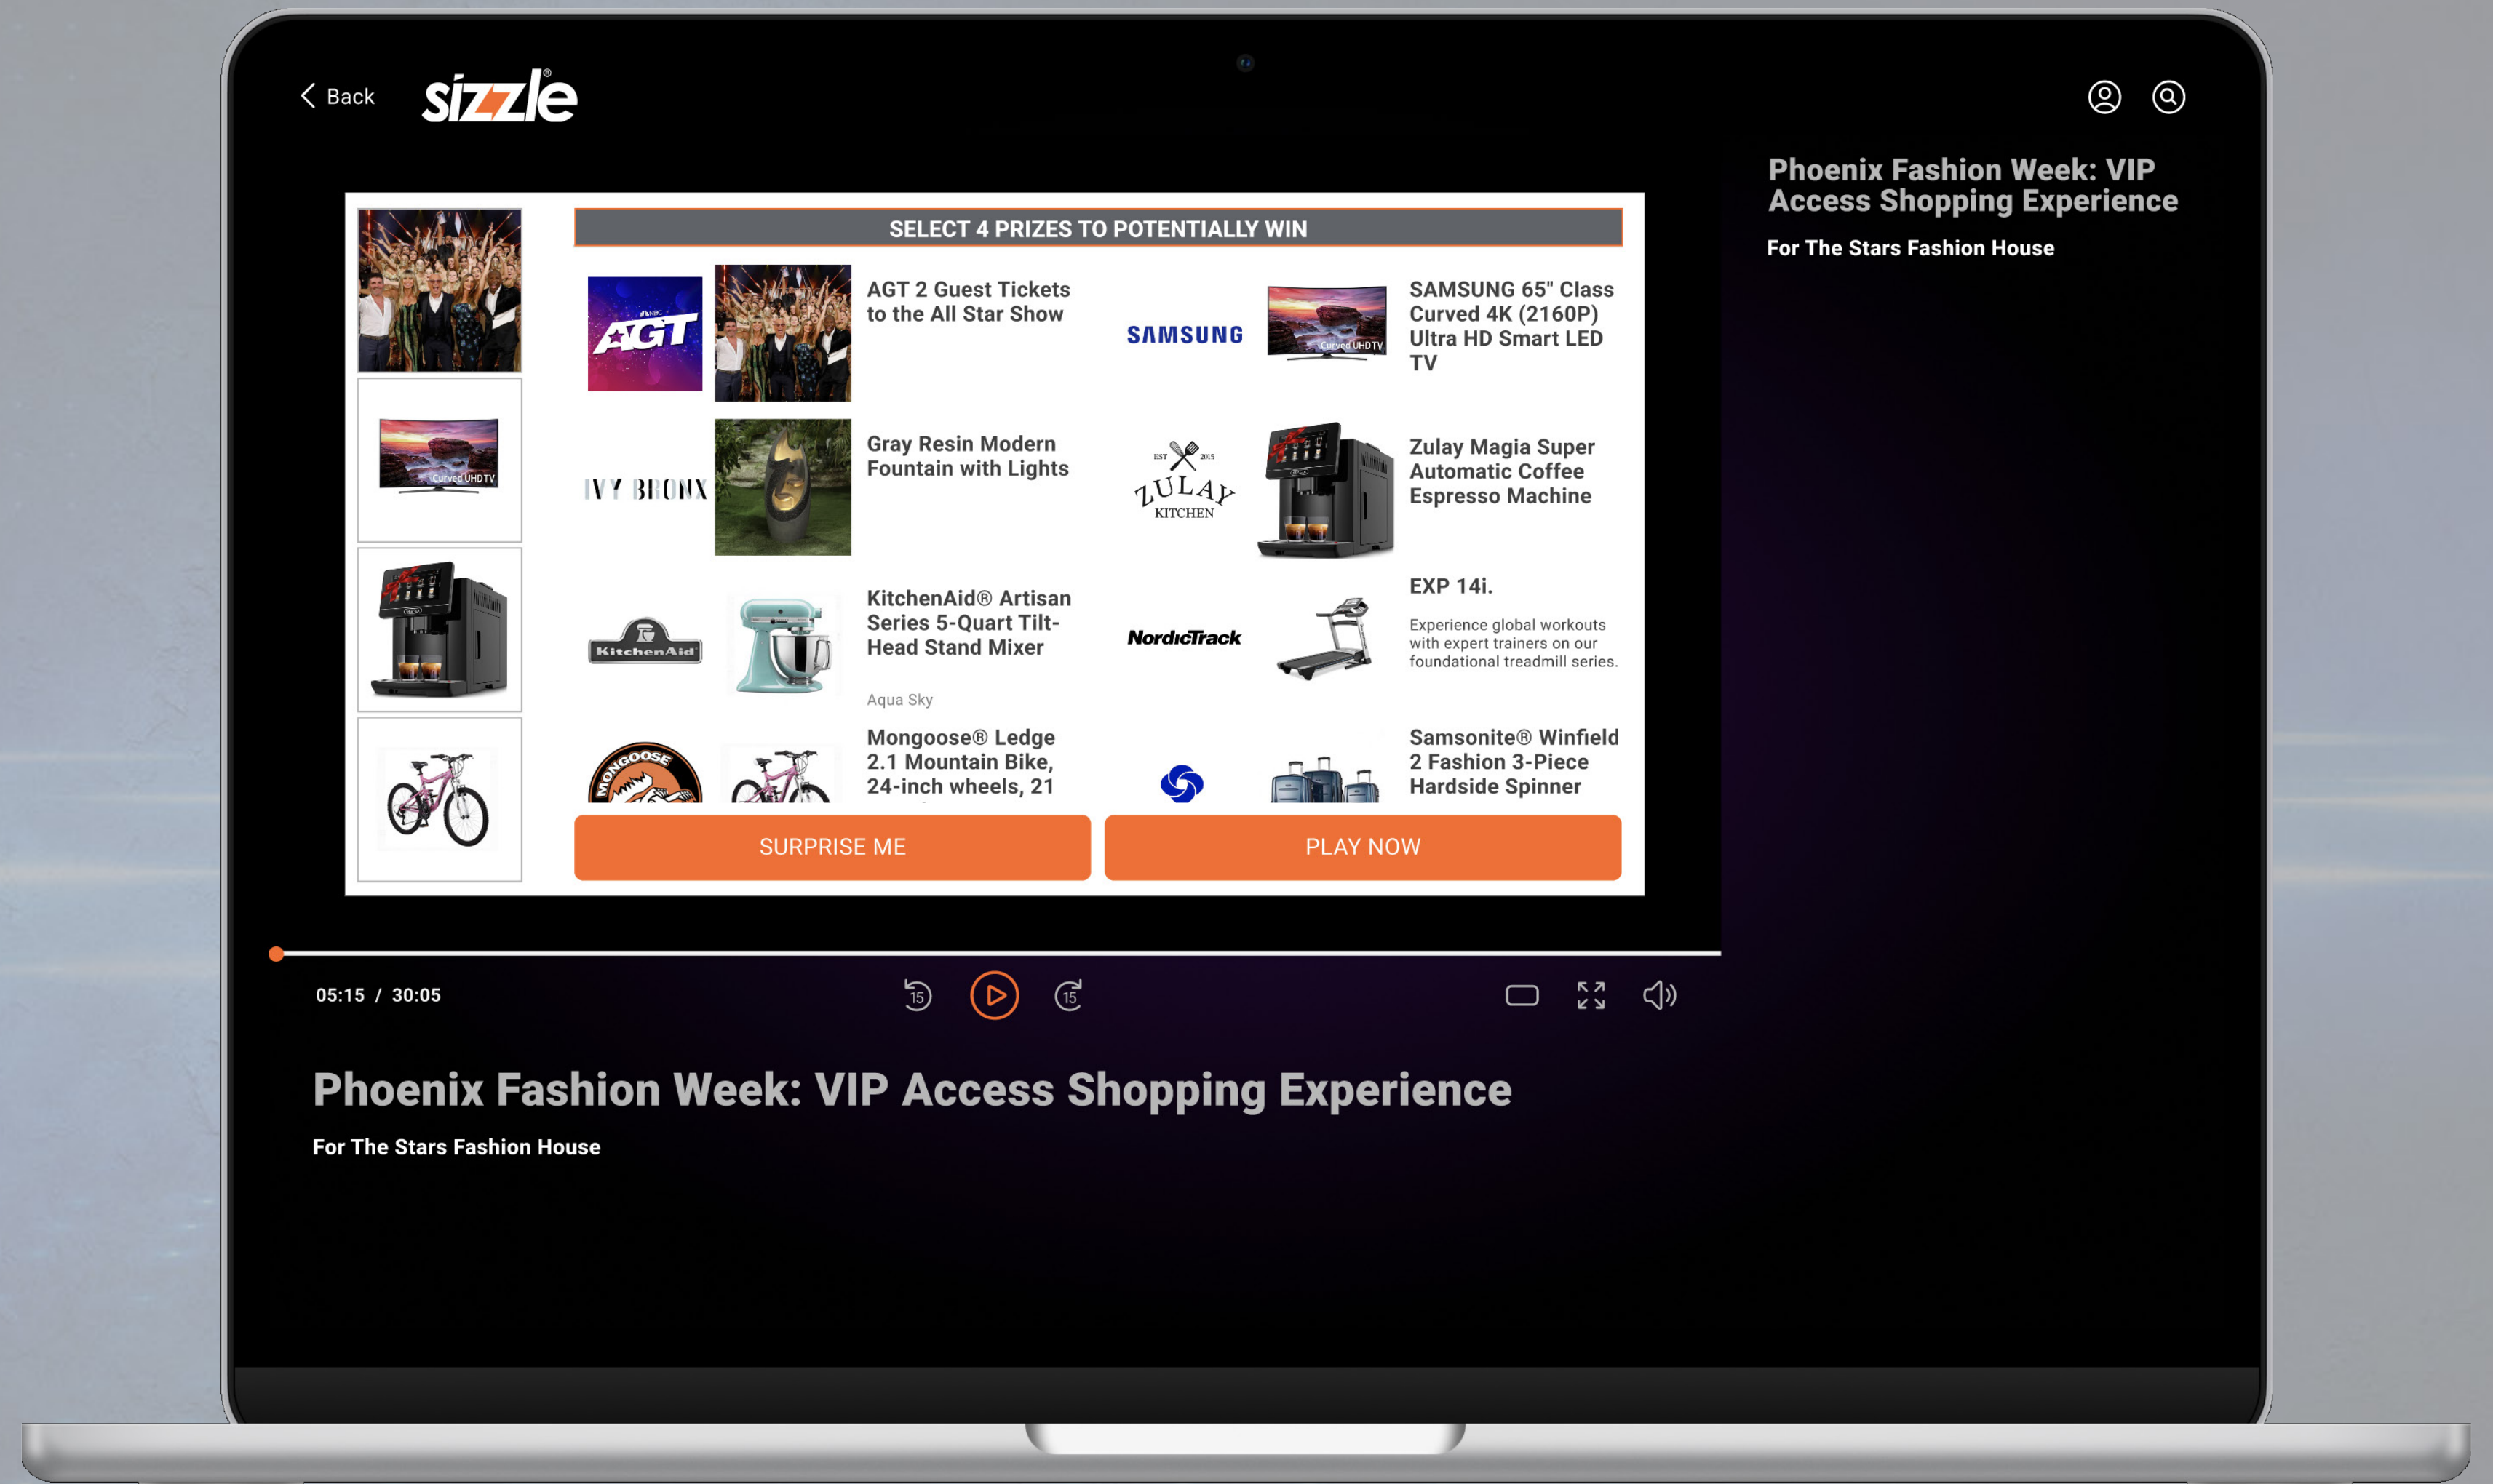 Back
sizzle®
Phoenix Fashion Week: VIP
Access Shopping Experience
For The Stars Fashion House
SELECT 4 PRIZES TO POTENTIALLY WIN
NBC
AGT
AGT 2 Guest Tickets
to the All Star Show
SAMSUNG
Curved UHD TV
SAMSUNG 65" Class
Curved 4K (2160P)
Ultra HD Smart LED
TV
Curved UHD TV
IVY BRONX
Gray Resin Modern
Fountain with Lights
EST 2015
ZULAY
KITCHEN
Zulay Magia Super
Automatic Coffee
Espresso Machine
KitchenAid®
KitchenAid® Artisan
Series 5-Quart Tilt-
Head Stand Mixer
Aqua Sky
NordicTrack
EXP 14i.
Experience global workouts
with expert trainers on our
foundational treadmill series.
MONGOOSE
Mongoose® Ledge
2.1 Mountain Bike,
24-inch wheels, 21
Samsonite® Winfield
2 Fashion 3-Piece
Hardside Spinner
SURPRISE ME
PLAY NOW
05:15 / 30:05
15
15
Phoenix Fashion Week: VIP Access Shopping Experience
For The Stars Fashion House